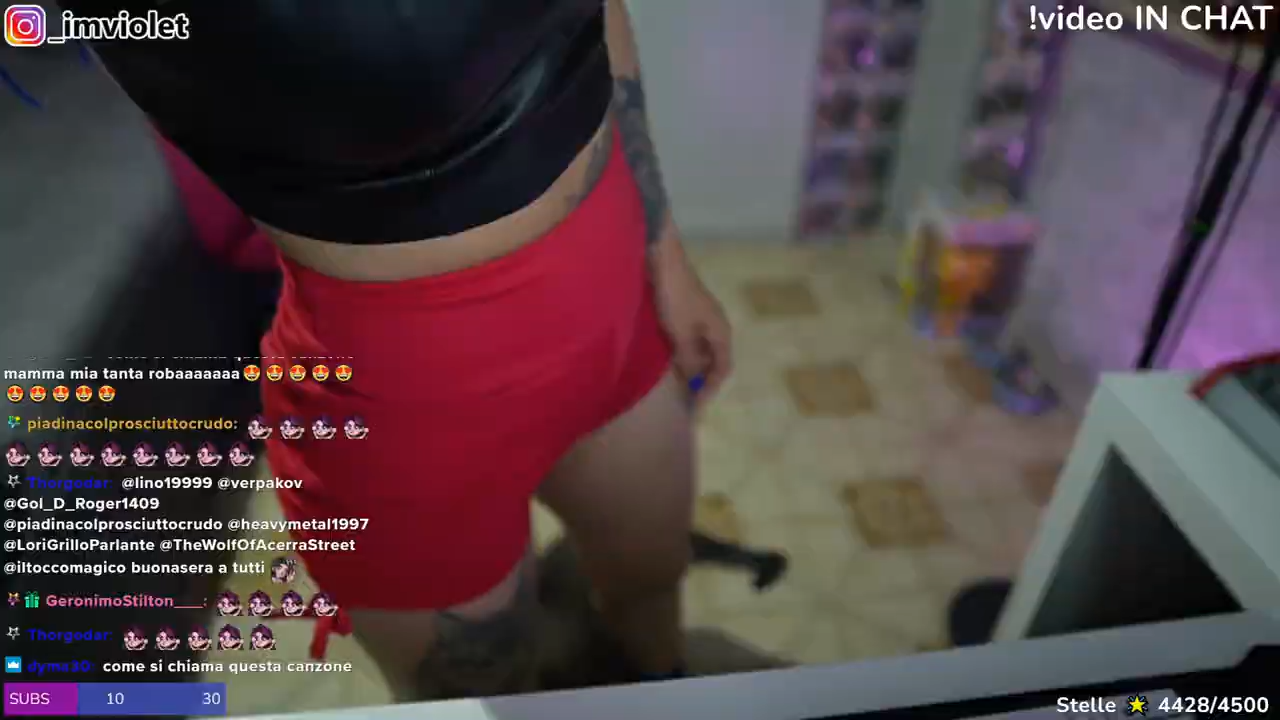 _imviolet
!video IN CHAT
mamma mia tanta robaaaaaaa
piadinacolprosciuttocrudo:
Thorgodar: @lino19999 @verpakov
@Gol_D_Roger1409
@piadinacolprosciuttocrudo @heavymetal1997
@LoriGrilloParlante @TheWolfOfAcerraStreet
@iltoccomagico buonasera a tutti
GeronimoStilton___:
Thorgodar:
come si chiama questa canzone
SUBS 10 30
Stelle 4428/4500